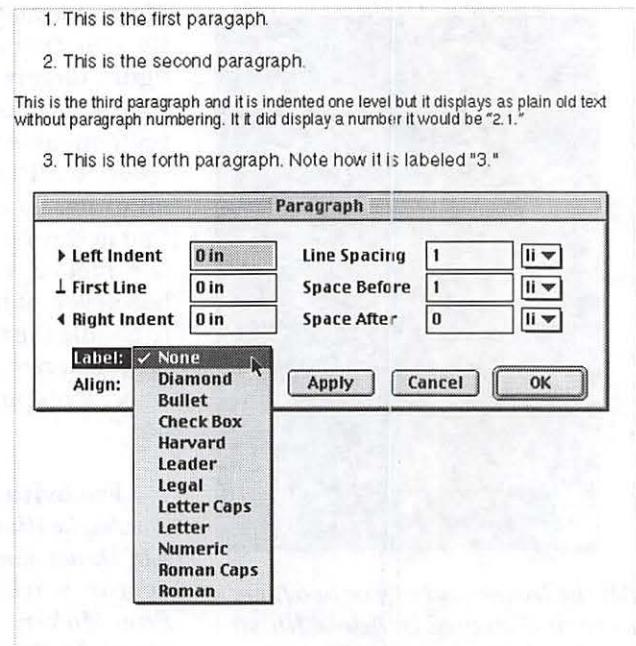 1. This is the first paragaph.
2. This is the second paragraph.
This is the third paragraph and it is indented one level but it displays as plain old text
without paragraph numbering. It it did display a number it would be "2.1."
3. This is the forth paragraph. Note how it is labeled "3."
Paragraph
Left Indent 0 in Line Spacing 1 li
First Line 0 in Space Before 1 li
Right Indent 0 in Space After 0 li
Label: ✓ None
Align: Diamond Apply Cancel OK
Bullet
Check Box
Harvard
Leader
Legal
Letter Caps
Letter
Numeric
Roman Caps
Roman